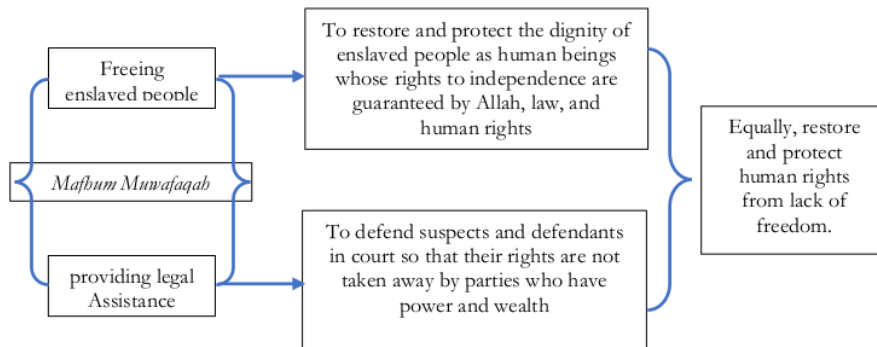 Freeing
enslaved people
Mafhum Muwafaqah
providing legal
Assistance
To restore and protect the dignity of
enslaved people as human beings
whose rights to independence are
guaranteed by Allah, law, and
human rights
To defend suspects and defendants
in court so that their rights are not
taken away by parties who have
power and wealth
Equally, restore
and protect
human rights
from lack of
freedom.